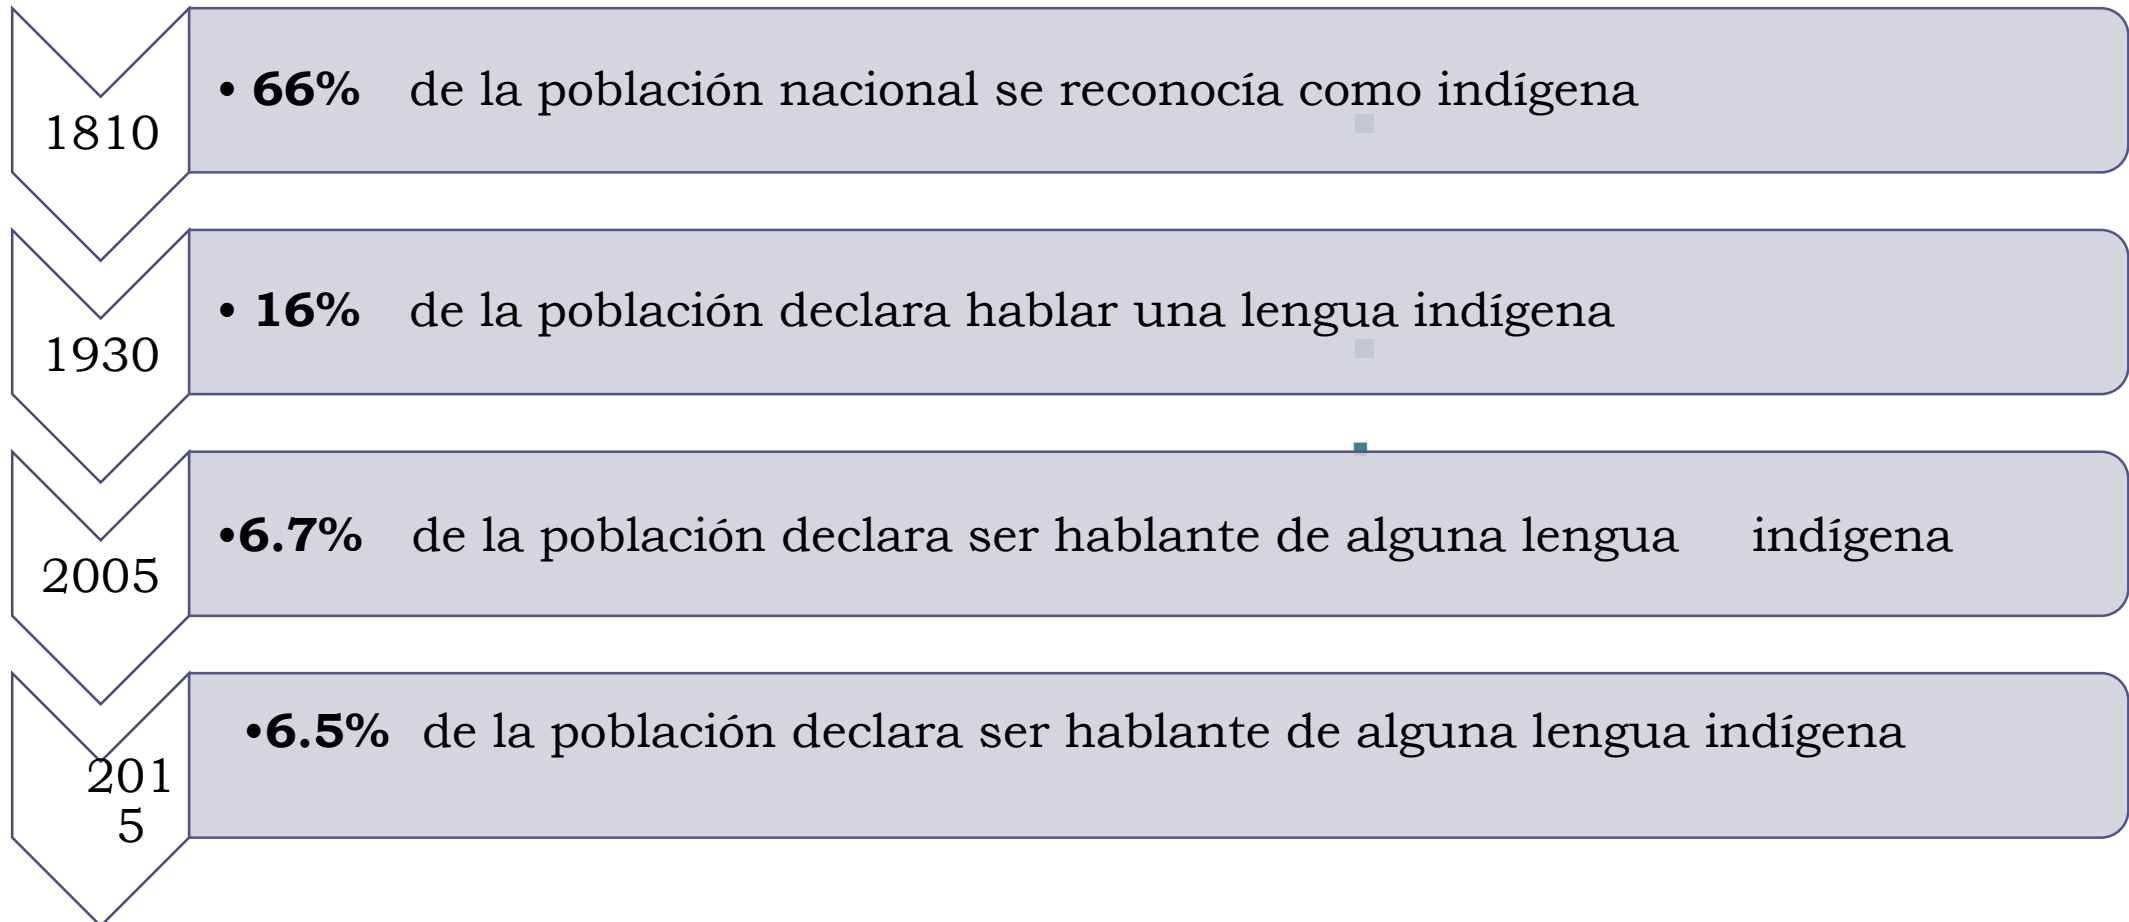 1810
• 66% de la población nacional se reconocía como indígena
1930
• 16% de la población declara hablar una lengua indígena
2005
•6.7% de la población declara ser hablante de alguna lengua indígena
201
5
•6.5% de la población declara ser hablante de alguna lengua indígena